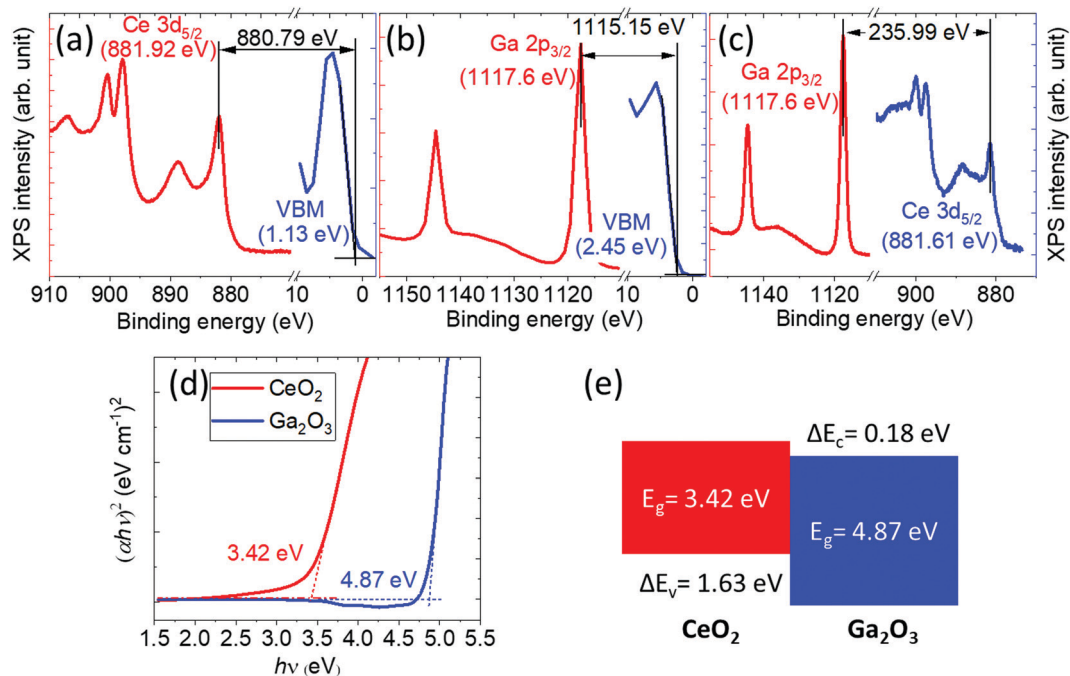 (a)
Ce 3d5/2
(881.92 eV)
880.79eV
VBM
(1.13 eV)
XPS intensity (arb. unit)
910 900 890 880 10 0
Binding energy (eV)
(b)
1115.15eV
Ga 2p3/2
(1117.6 eV)
VBM
(2.45 eV)
1150 1140 1130 1120 10 0
Binding energy (eV)
(c)
235.99eV
Ga 2p3/2
(1117.6 eV)
Ce 3d5/2
(881.61 eV)
XPS intensity (arb. unit)
1140 1120 900 880
Binding energy (eV)
(d)
CeO2
Ga2O3
3.42 eV
4.87 eV
(αhν)2 (eV cm-1)2
1.5 2.0 2.5 3.0 3.5 4.0 4.5 5.0 5.5
hν (eV)
(e)
ΔEc= 0.18 eV
Eg= 3.42 eV
Eg= 4.87 eV
ΔEv= 1.63 eV
CeO2
Ga2O3